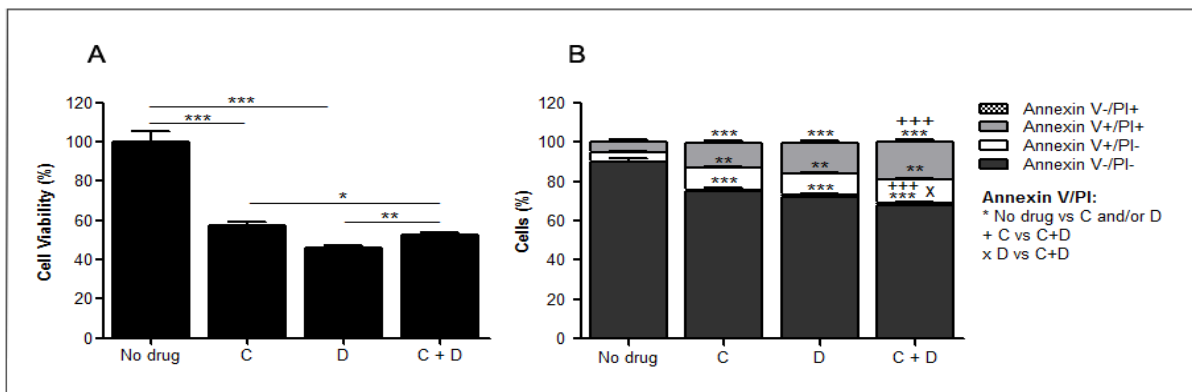 A
Cell Viability (%)
120
100
80
60
40
20
0
***
***
*
**
No drug C D C + D
B
Cells (%)
120
100
80
60
40
20
0
+++
*** *** ***
** ** **
*** *** +++ x
***
No drug C D C + D
Annexin V-/PI+
Annexin V+/PI+
Annexin V+/PI-
Annexin V-/PI-
Annexin V/PI:
* No drug vs C and/or D
+ C vs C+D
x D vs C+D